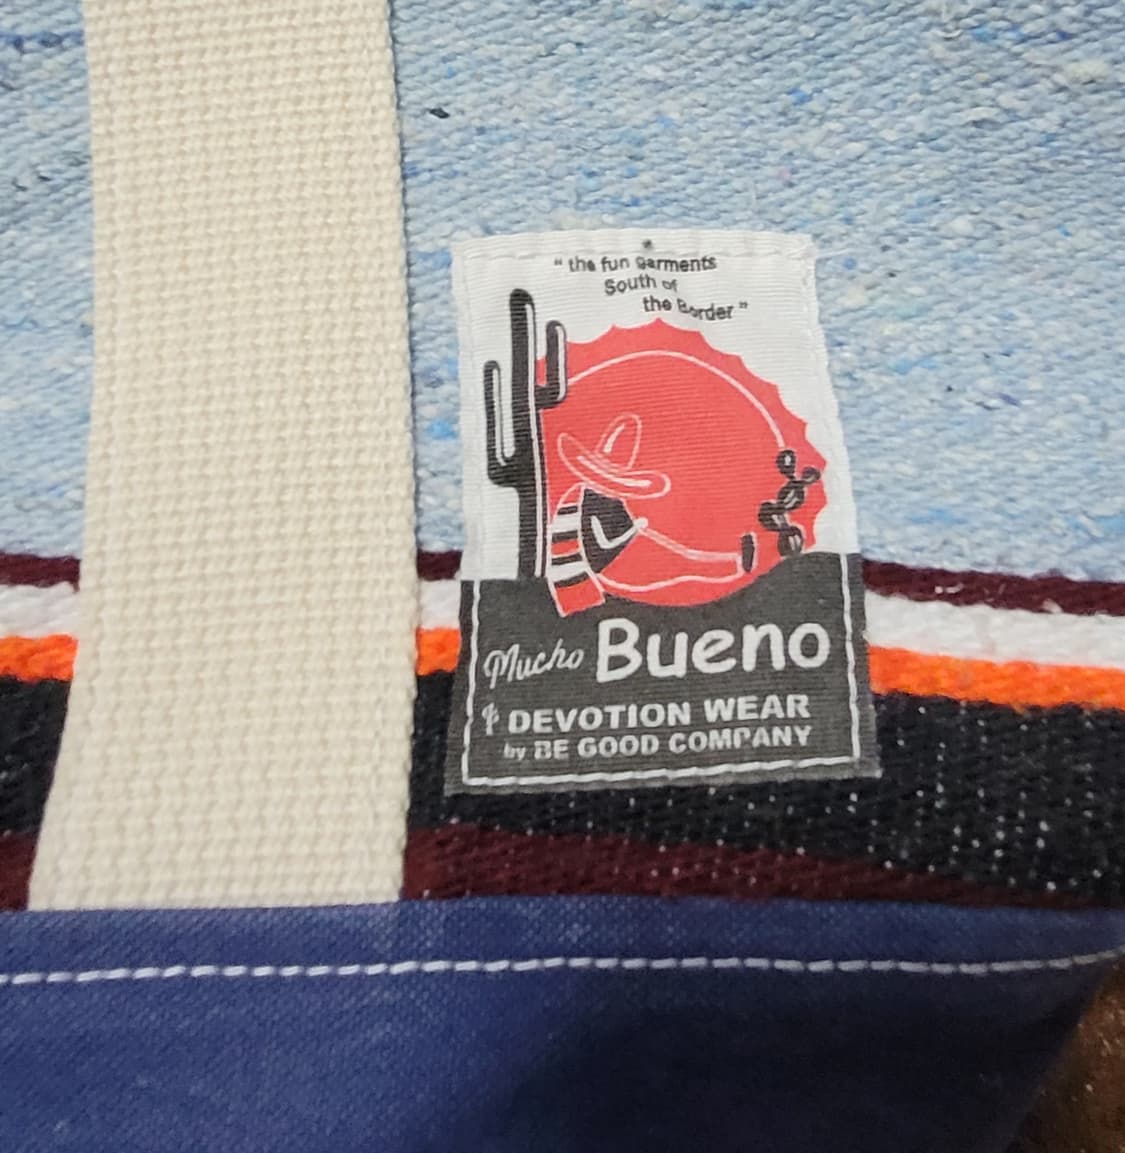 " the fun garments
South of
the Border "
Mucho Bueno
DEVOTION WEAR
by BE GOOD COMPANY